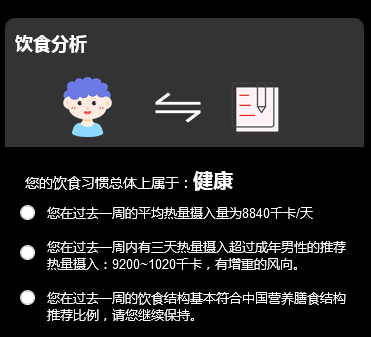 饮食分析
您的饮食习惯总体上属于：健康
您在过去一周的平均热量摄入量为8840千卡/天
您在过去一周内有三天热量摄入超过成年男性的推荐
热量摄入：9200~1020千卡，有增重的风向。
您在过去一周的饮食结构基本符合中国营养膳食结构
推荐比例，请您继续保持。